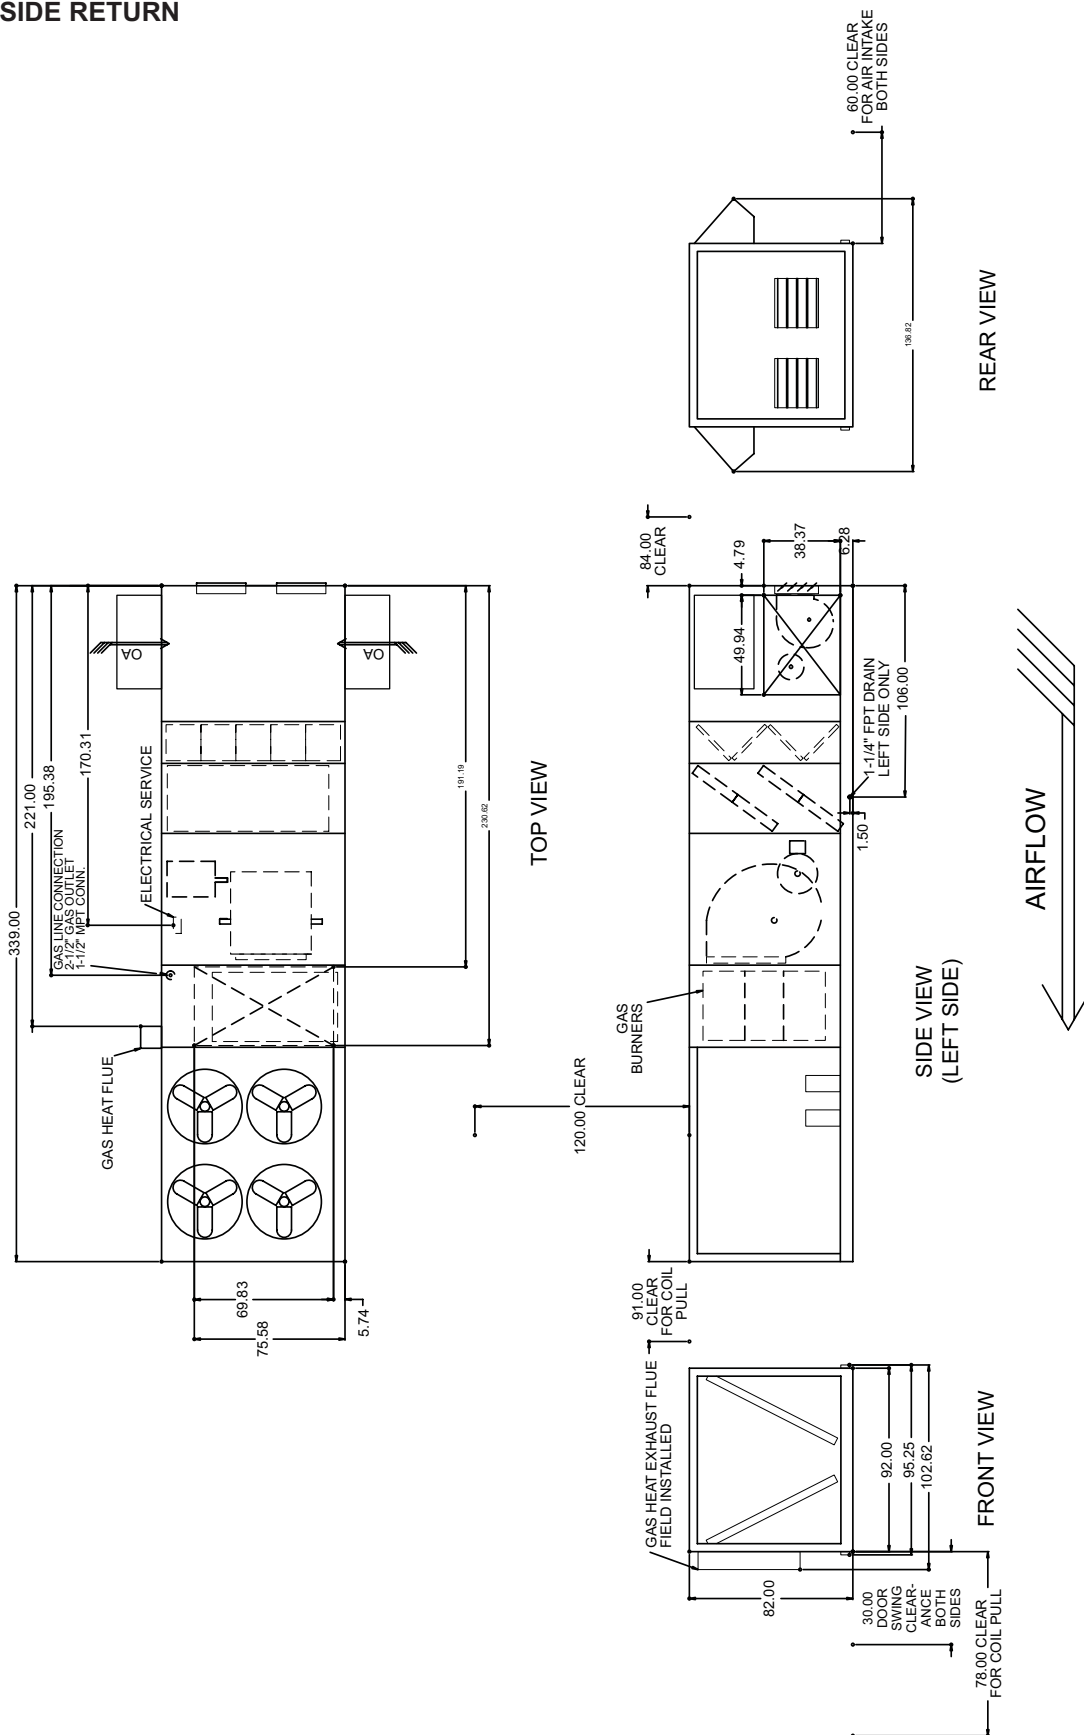 SIDE RETURN
339.00
221.00
195.38
170.31
GAS LINE CONNECTION
2-1/2" GAS OUTLET
1-1/2" MPT CONN.
ELECTRICAL SERVICE
GAS HEAT FLUE
OA
OA
191.19
230.62
69.83
75.58
5.74
TOP VIEW
84.00
CLEAR
4.79
38.37
6.28
49.94
1-1/4" FPT DRAIN
LEFT SIDE ONLY
106.00
1.50
GAS
BURNERS
120.00 CLEAR
91.00
CLEAR
FOR COIL
PULL
SIDE VIEW
(LEFT SIDE)
60.00 CLEAR
FOR AIR INTAKE
BOTH SIDES
136.82
REAR VIEW
AIRFLOW
GAS HEAT EXHAUST FLUE
FIELD INSTALLED
82.00
92.00
95.25
102.62
30.00
DOOR
SWING
CLEAR-
ANCE
BOTH
SIDES
78.00 CLEAR
FOR COIL PULL
FRONT VIEW